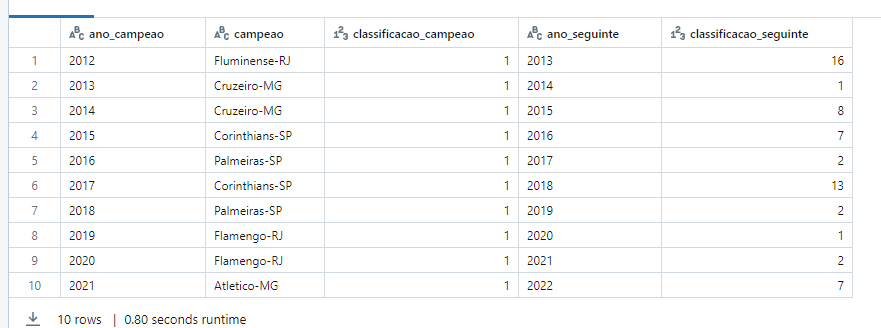 ABC ano_campeao ABC campeao 123 classificacao_campeao ABC ano_seguinte 123 classificacao_seguinte
1 2012 Fluminense-RJ 1 2013 16
2 2013 Cruzeiro-MG 1 2014 1
3 2014 Cruzeiro-MG 1 2015 8
4 2015 Corinthians-SP 1 2016 7
5 2016 Palmeiras-SP 1 2017 2
6 2017 Corinthians-SP 1 2018 13
7 2018 Palmeiras-SP 1 2019 2
8 2019 Flamengo-RJ 1 2020 1
9 2020 Flamengo-RJ 1 2021 2
10 2021 Atletico-MG 1 2022 7
10 rows | 0.80 seconds runtime